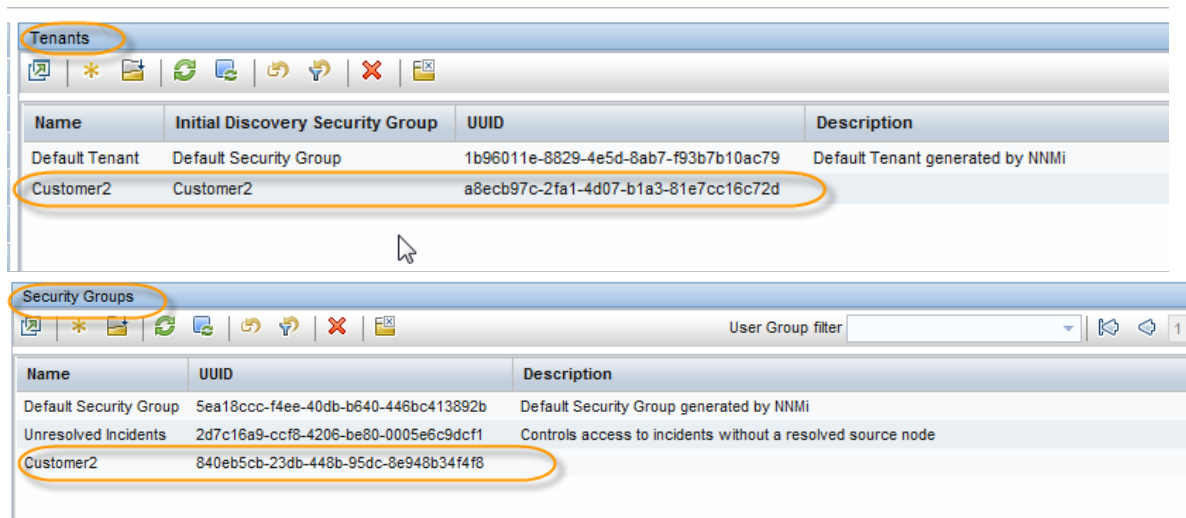 Tenants
Name Initial Discovery Security Group UUID Description
Default Tenant Default Security Group 1b96011e-8829-4e5d-8ab7-f93b7b10ac79 Default Tenant generated by NNMi
Customer2 Customer2 a8ecb97c-2fa1-4d07-b1a3-81e7cc16c72d
Security Groups
User Group filter 1
Name UUID Description
Default Security Group 5ea18ccc-f4ee-40db-b640-446bc413892b Default Security Group generated by NNMi
Unresolved Incidents 2d7c16a9-ccf8-4206-be80-0005e6c9dcf1 Controls access to incidents without a resolved source node
Customer2 840eb5cb-23db-448b-95dc-8e948b34f4f8